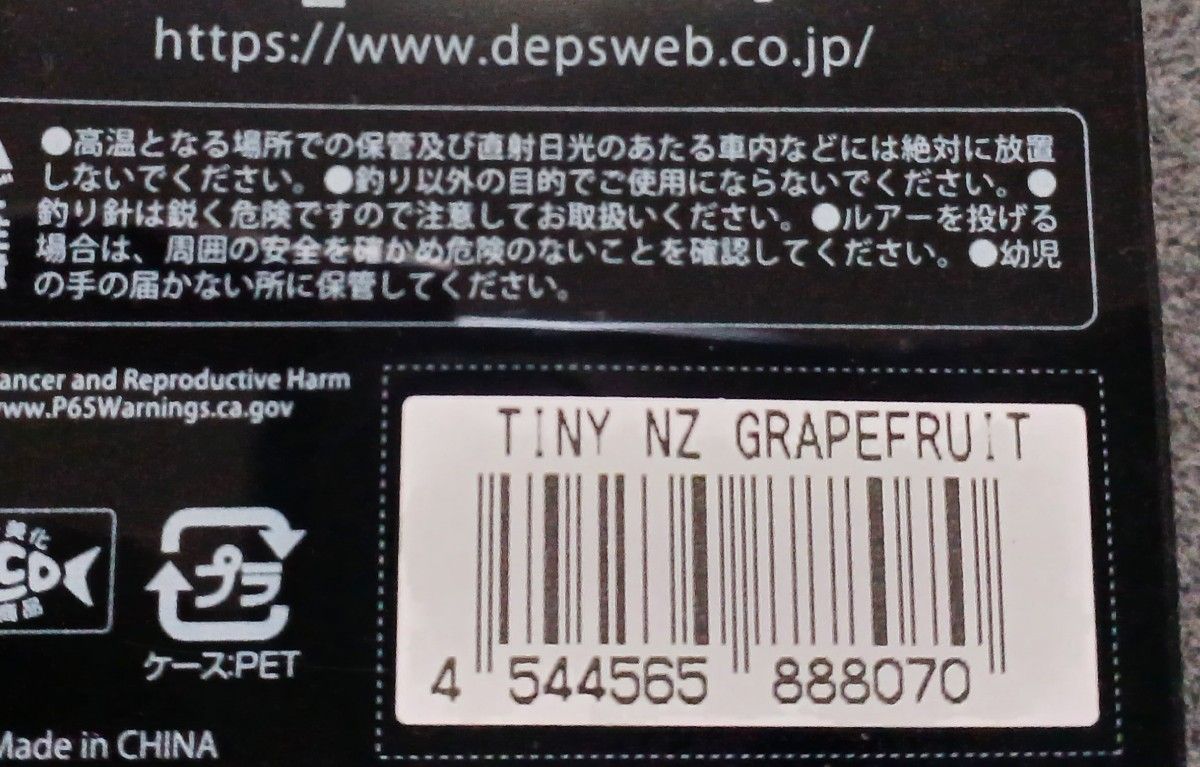 https://www.depsweb.co.jp/
●高温となる場所での保管及び直射日光のあたる車内などには絶対に放置
しないでください。●釣り以外の目的でご使用にならないでください。●
釣り針は鋭く危険ですので注意してお取扱いください。●ルアーを投げる
場合は、周囲の安全を確かめ危険のないことを確認してください。●幼児
の手の届かない所に保管してください。
ancer and Reproductive Harm
www.P65Warnings.ca.gov
TINY NZ GRAPEFRUIT
美化
CD
商品
プラ
ケース:PET
4 544565 888070
Made in CHINA